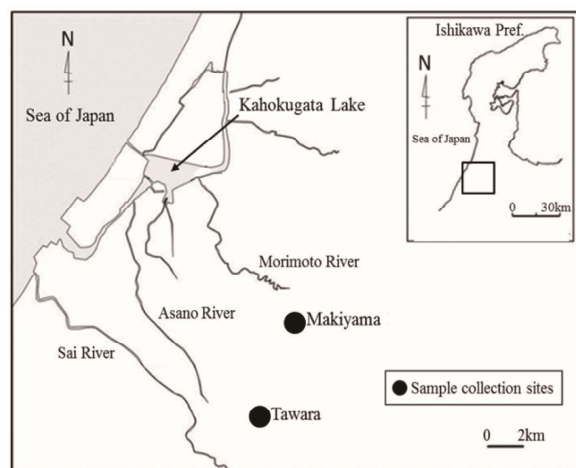 N
Sea of Japan
Kahokugata Lake
Morimoto River
Asano River
Makiyama
Sai River
Tawara
Sample collection sites
0 2km
Ishikawa Pref.
N
Sea of Japan
0 30km